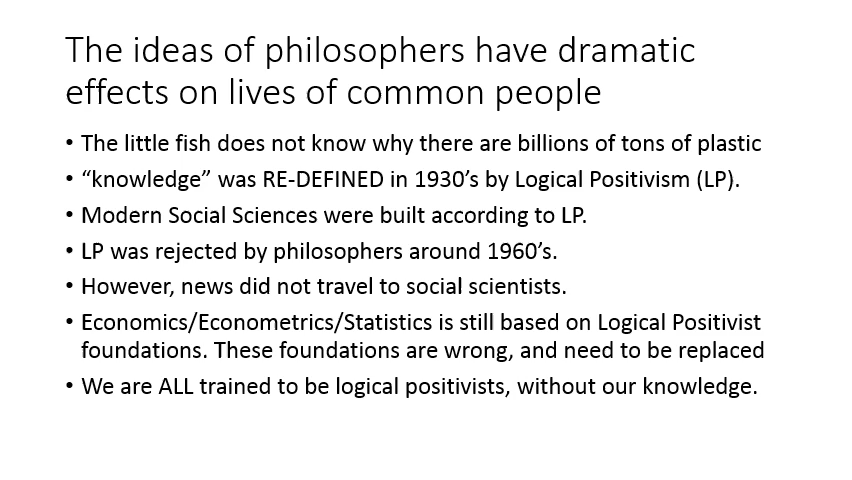 The ideas of philosophers have dramatic
effects on lives of common people
• The little fish does not know why there are billions of tons of plastic
• “knowledge” was RE-DEFINED in 1930’s by Logical Positivism (LP).
• Modern Social Sciences were built according to LP.
• LP was rejected by philosophers around 1960’s.
• However, news did not travel to social scientists.
• Economics/Econometrics/Statistics is still based on Logical Positivist
foundations. These foundations are wrong, and need to be replaced
• We are ALL trained to be logical positivists, without our knowledge.